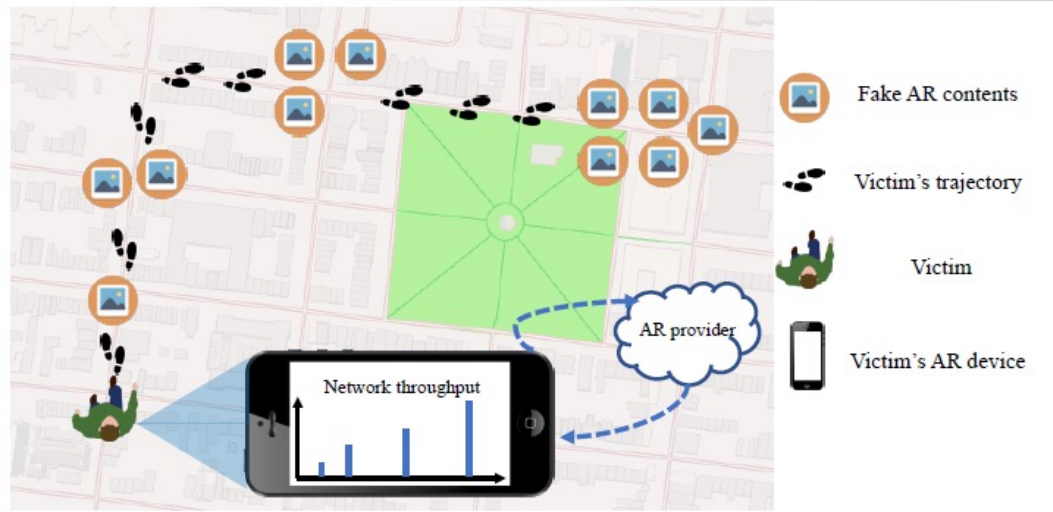 Fake AR contents
Victim's trajectory
Victim
AR provider
Victim's AR device
Network throughput